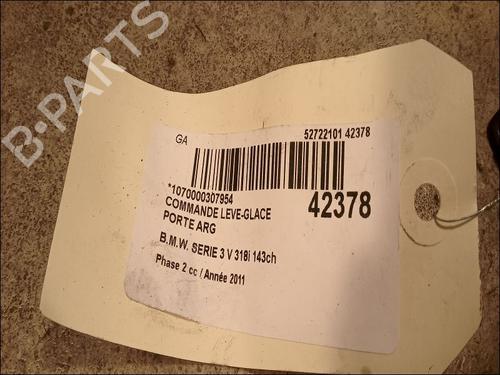 B-PARTS
GA
52722101 42378
*1070000307954
COMMANDE LEVE-GLACE
42378
PORTE ARG
B.M.W. SERIE 3 V 318i 143ch
Phase 2 cc / Année 2011